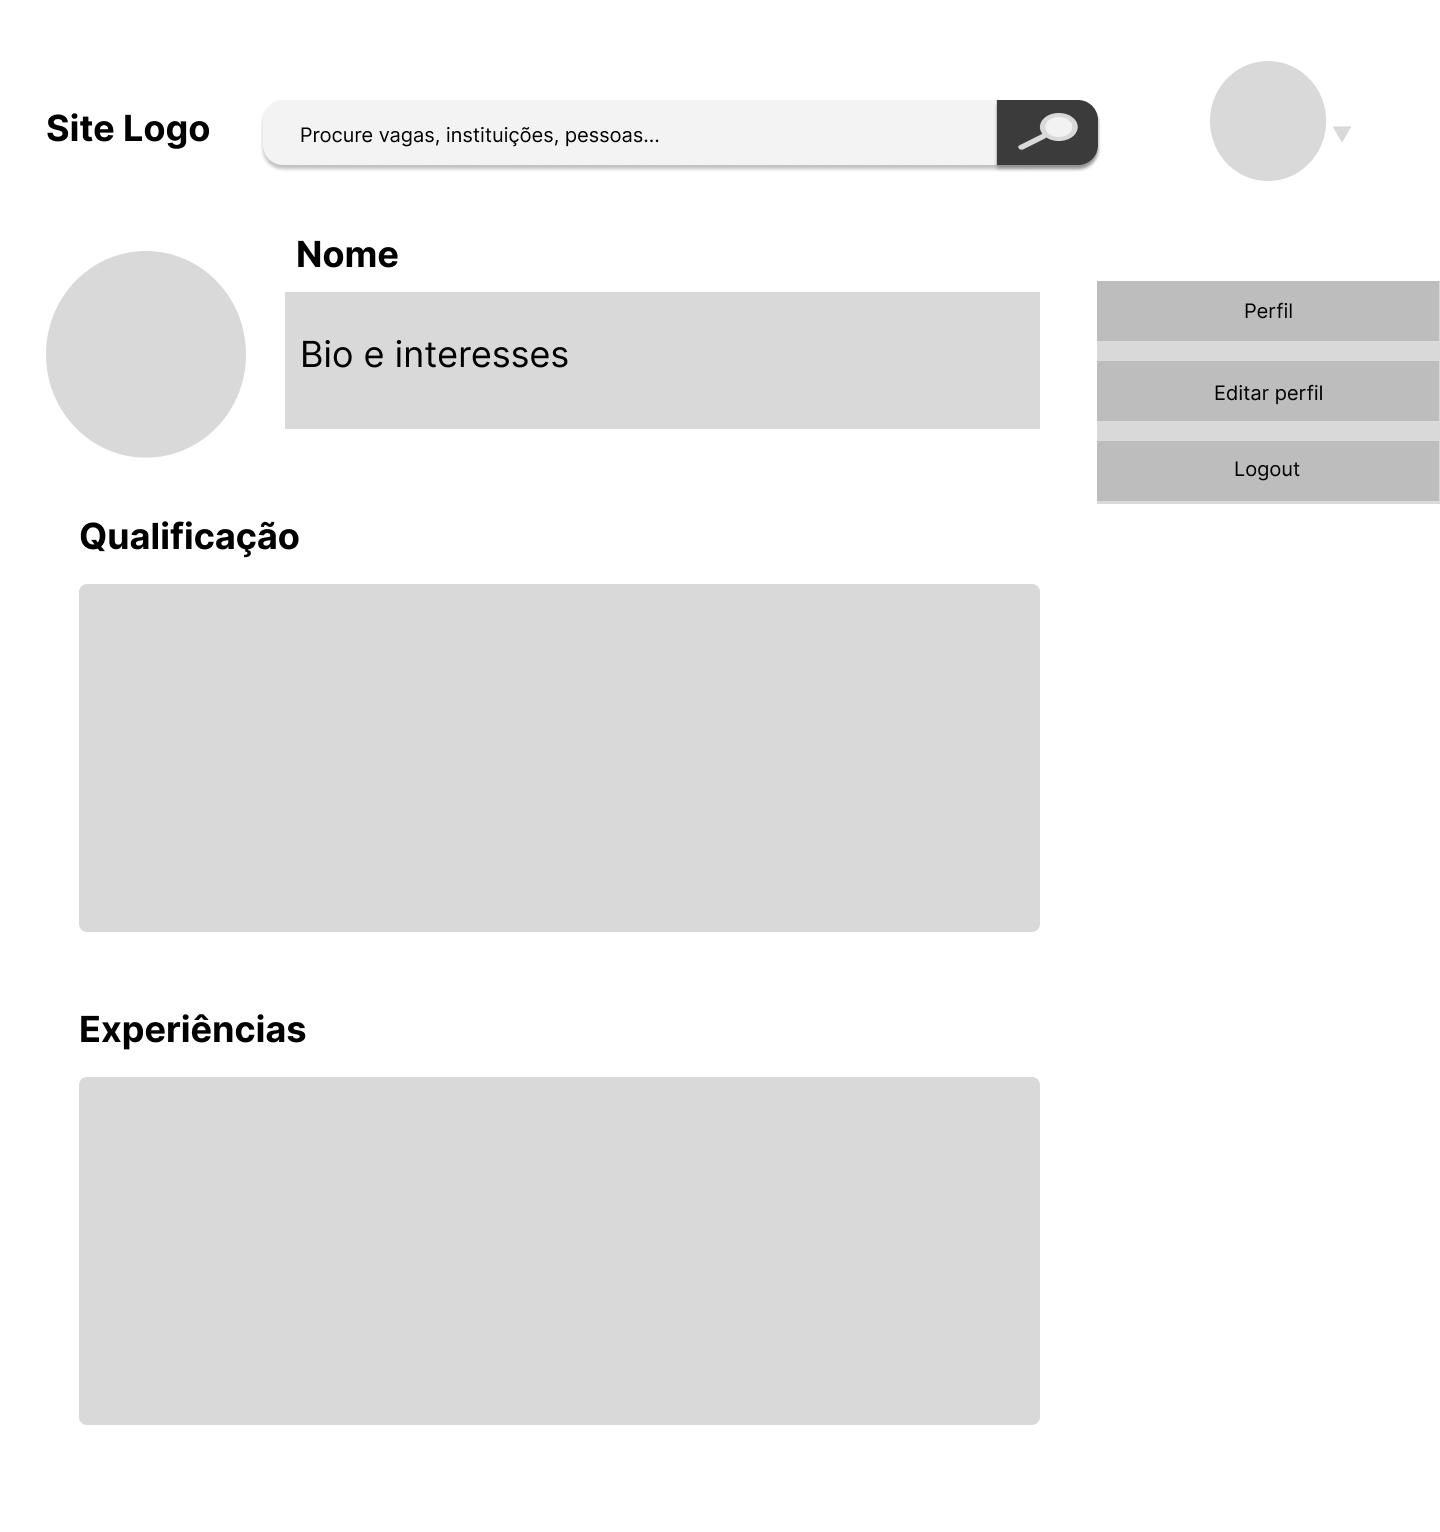 Site Logo
Procure vagas, instituições, pessoas...
Nome
Bio e interesses
Perfil
Editar perfil
Logout
Qualificação
Experiências